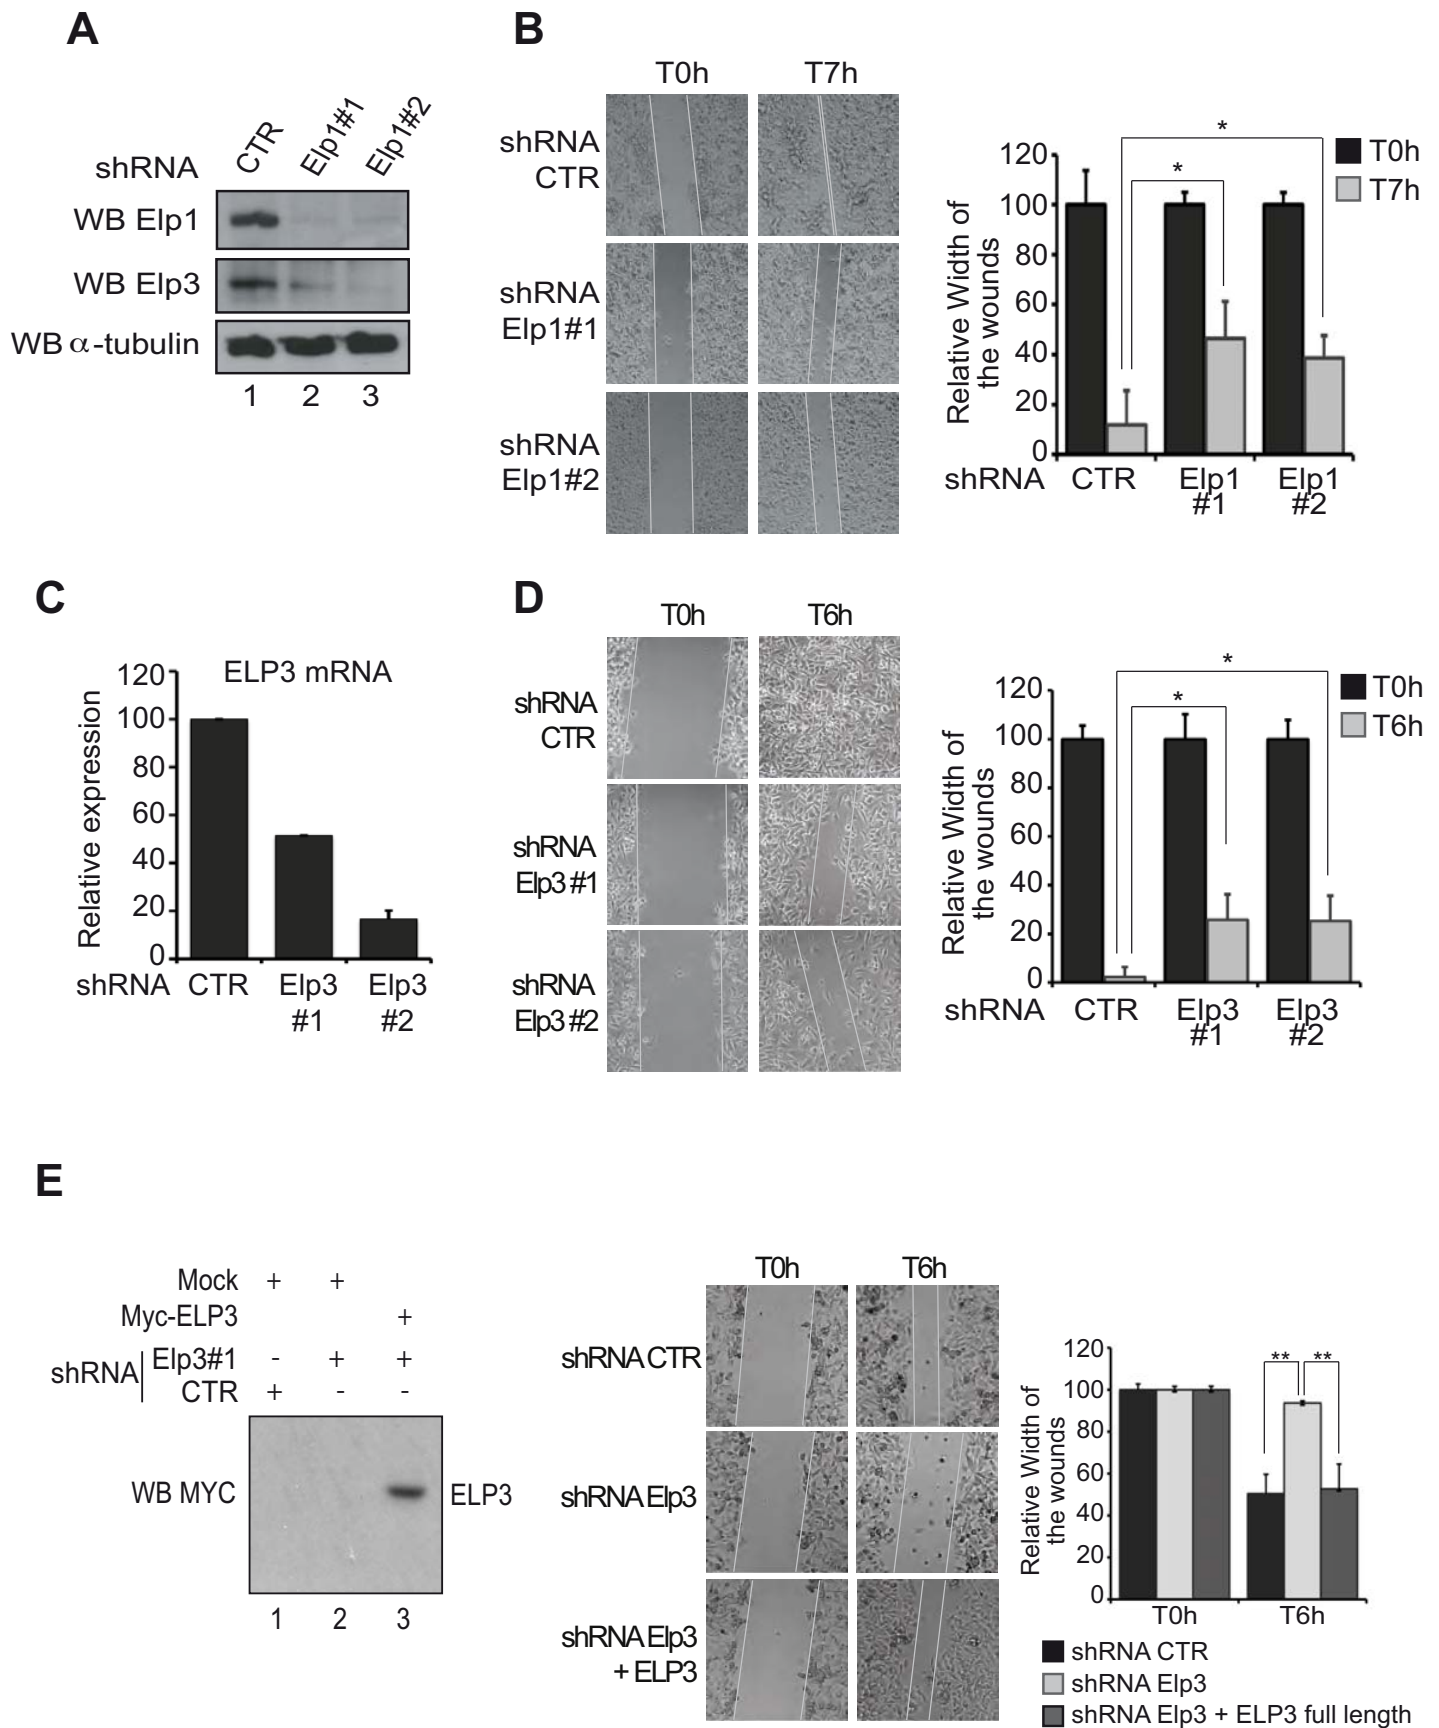 A
shRNA CTR Elp1#1 Elp1#2
WB Elp1
WB Elp3
WB α-tubulin
1 2 3
B
T0h T7h
shRNA
CTR
shRNA
Elp1#1
shRNA
Elp1#2
Relative Width of
the wounds
120
100
80
60
40
20
0
* *
T0h
T7h
shRNA CTR Elp1 Elp1
#1 #2
C
ELP3 mRNA
Relative expression
120
100
80
60
40
20
0
shRNA CTR Elp3 Elp3
#1 #2
D
T0h T6h
shRNA
CTR
shRNA
Elp3 #1
shRNA
Elp3 #2
Relative Width of
the wounds
120
100
80
60
40
20
0
* *
T0h
T6h
shRNA CTR Elp3 Elp3
#1 #2
E
Mock + +
Myc-ELP3 +
shRNA Elp3#1 - + +
CTR + - -
WB MYC ELP3
1 2 3
T0h T6h
shRNA CTR
shRNA Elp3
shRNA Elp3
+ ELP3
Relative Width of
the wounds
120
100
80
60
40
20
0
** **
T0h T6h
shRNA CTR
shRNA Elp3
shRNA Elp3 + ELP3 full length